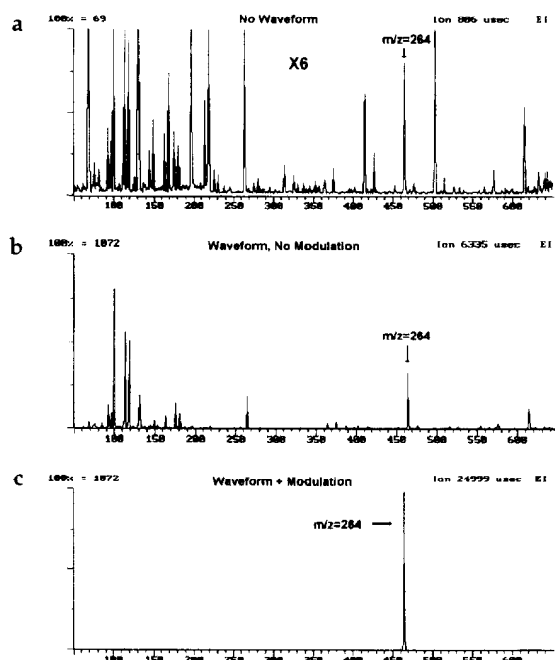 a
100% = 69 No Waveform Ion 886 usec EI
m/z=264
X6
100 150 200 250 300 350 400 450 500 550 600
b
100% = 1872 Waveform, No Modulation Ion 6335 usec EI
m/z=264
100 150 200 250 300 350 400 450 500 550 600
c
100% = 1872 Waveform + Modulation Ion 24999 usec EI
m/z=264
100 150 200 250 300 350 400 450 500 550 600